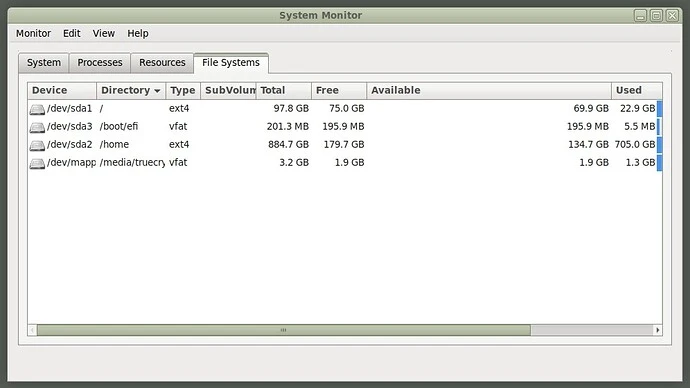 System Monitor
Monitor Edit View Help
System Processes Resources File Systems
Device Directory Type SubVolum Total Free Available Used
/dev/sda1 / ext4 97.8 GB 75.0 GB 69.9 GB 22.9 GB
/dev/sda3 /boot/efi vfat 201.3 MB 195.9 MB 195.9 MB 5.5 MB
/dev/sda2 /home ext4 884.7 GB 179.7 GB 134.7 GB 705.0 GB
/dev/mapp /media/truecry vfat 3.2 GB 1.9 GB 1.9 GB 1.3 GB